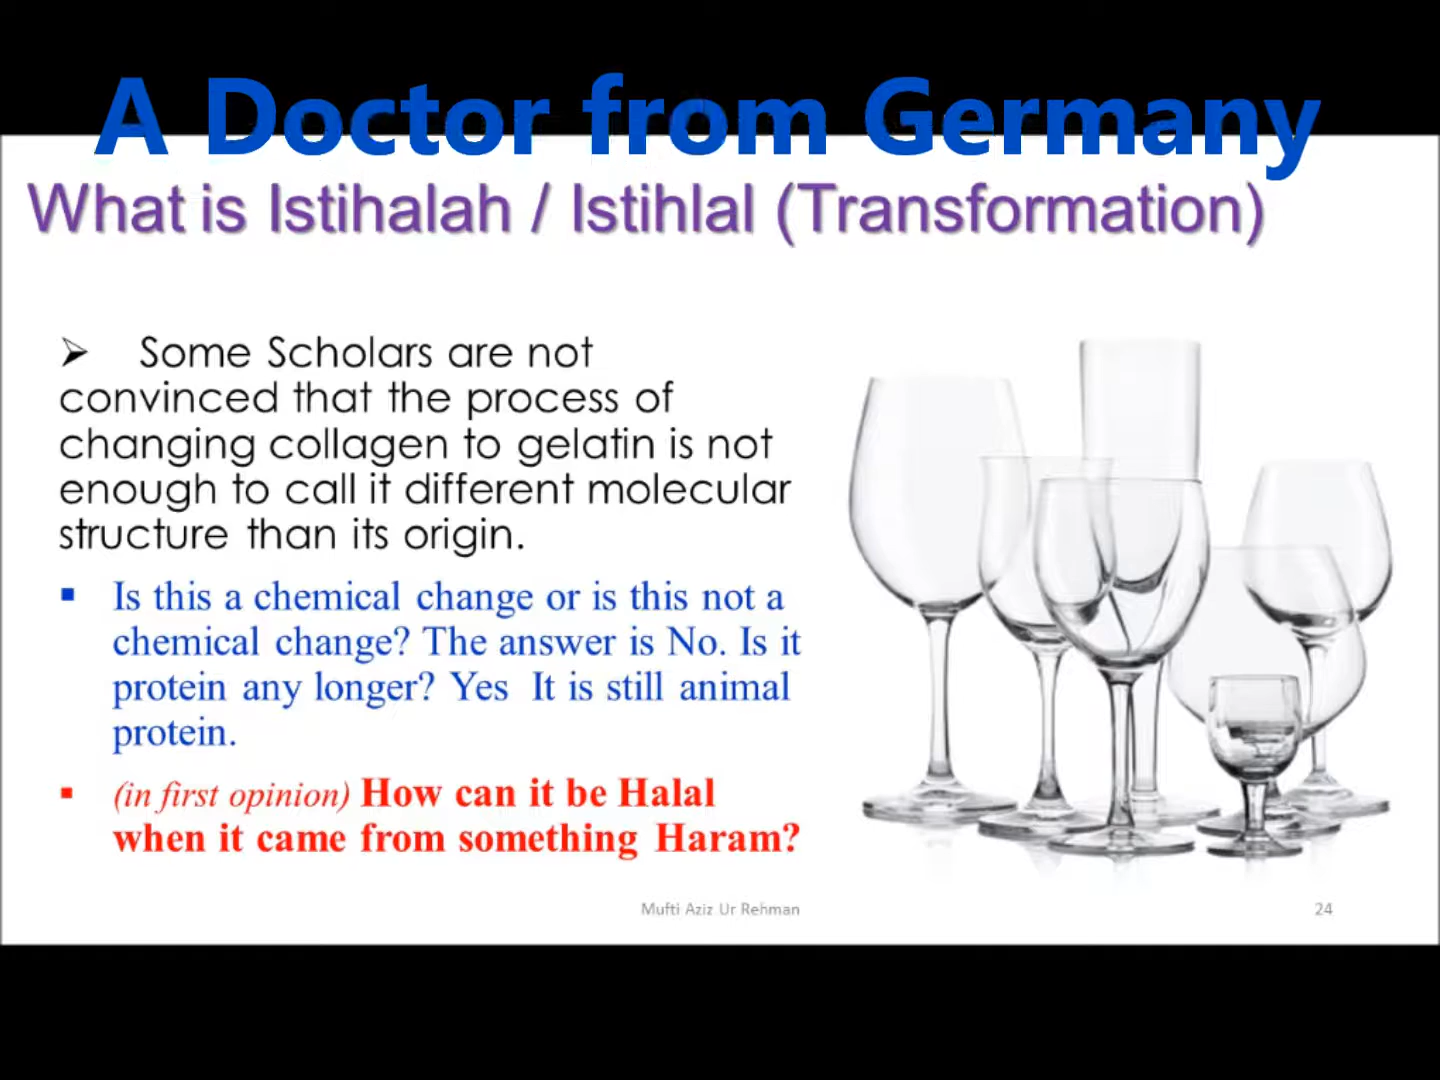 A Doctor from Germany
What is Istihalah / Istihlal (Transformation)
➢ Some Scholars are not
convinced that the process of
changing collagen to gelatin is not
enough to call it different molecular
structure than its origin.
▪ Is this a chemical change or is this not a
chemical change? The answer is No. Is it
protein any longer? Yes It is still animal
protein.
▪ (in first opinion) How can it be Halal
when it came from something Haram?
Mufti Aziz Ur Rehman
24